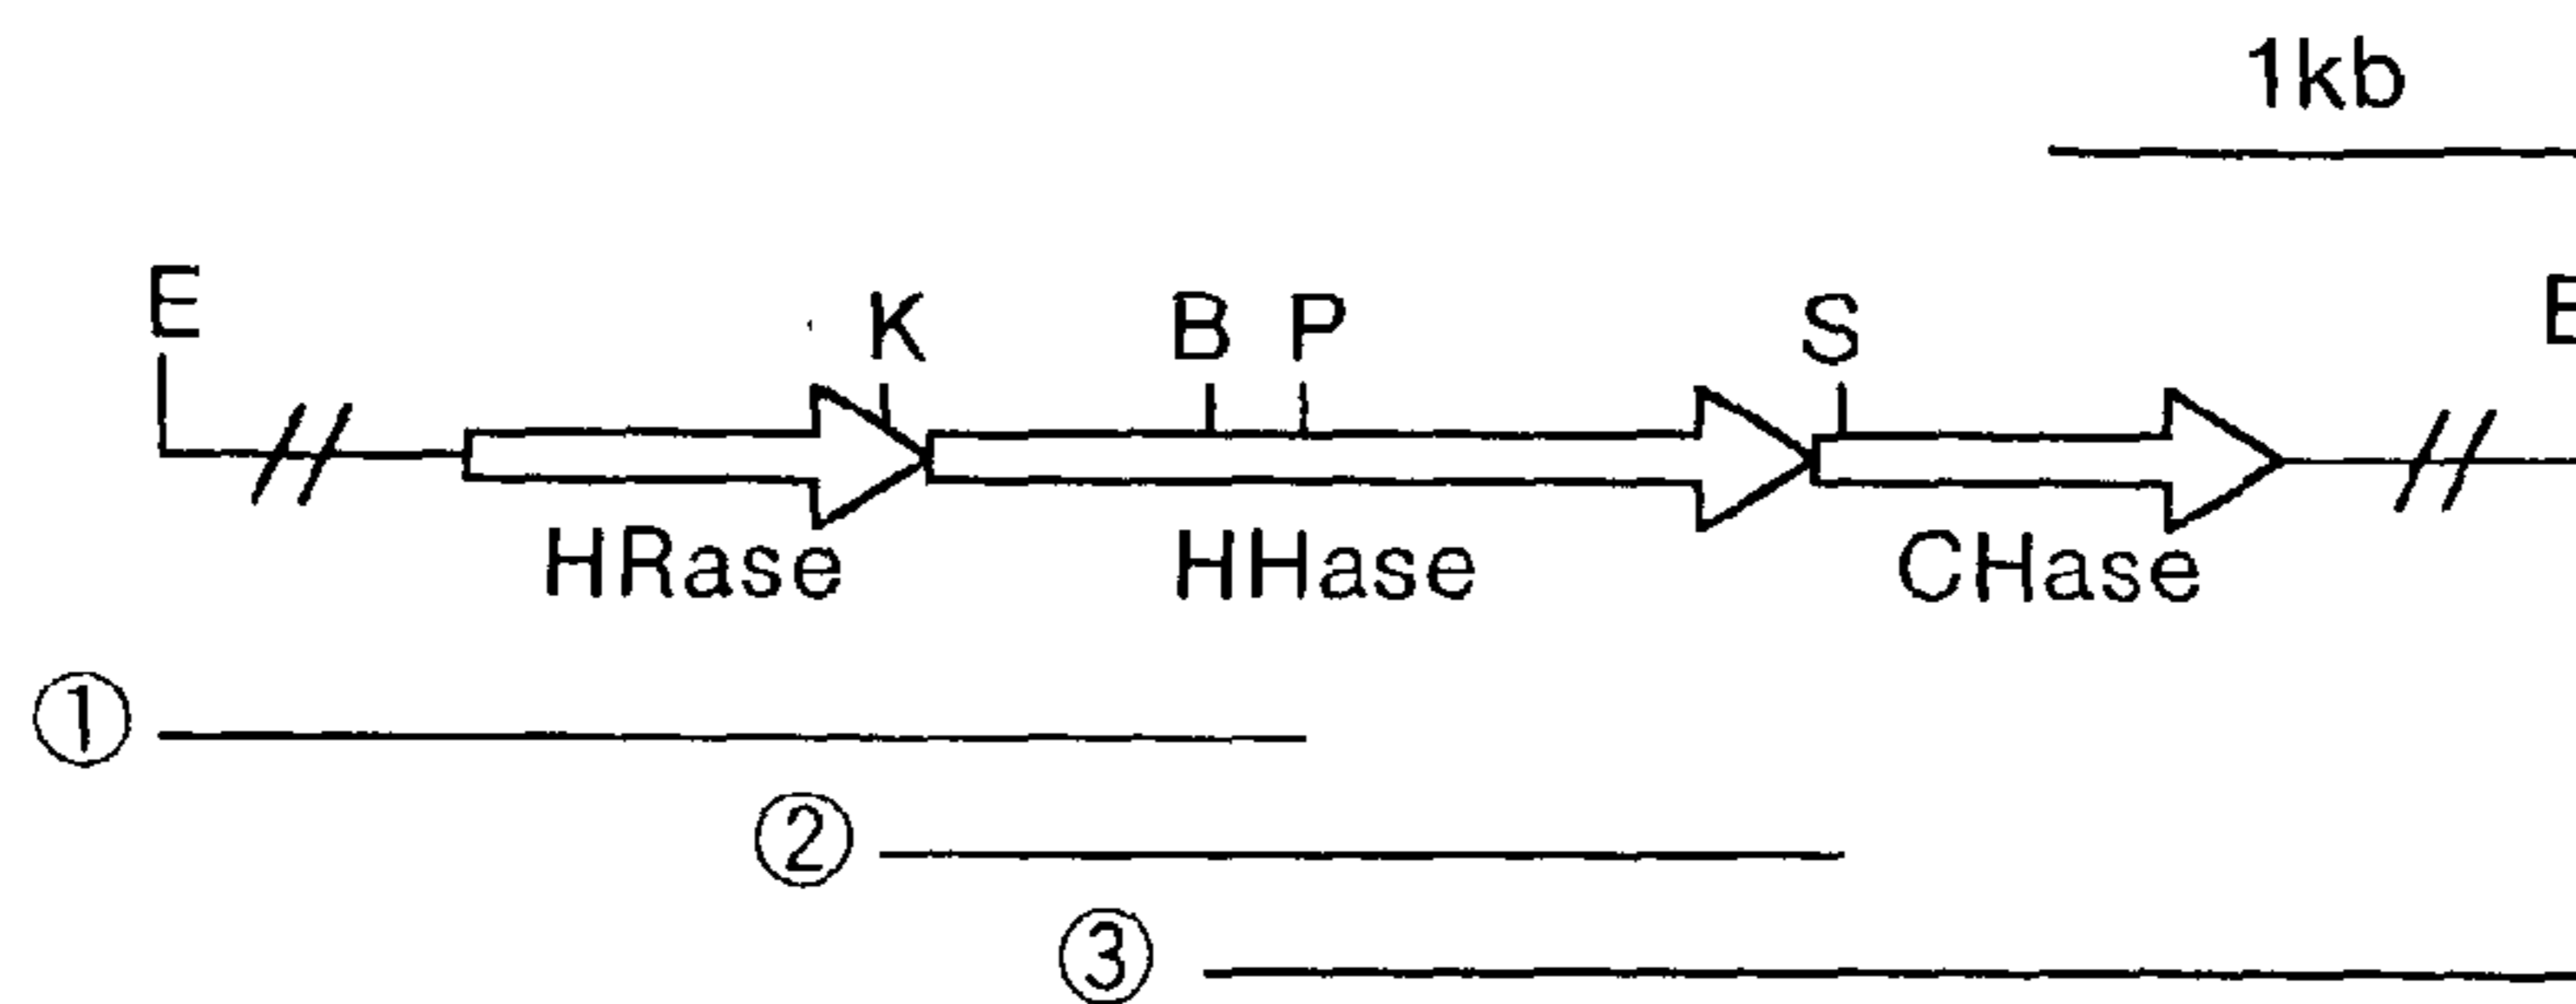 1kb
E K B P S
HRase HHase CHase
①
②
③